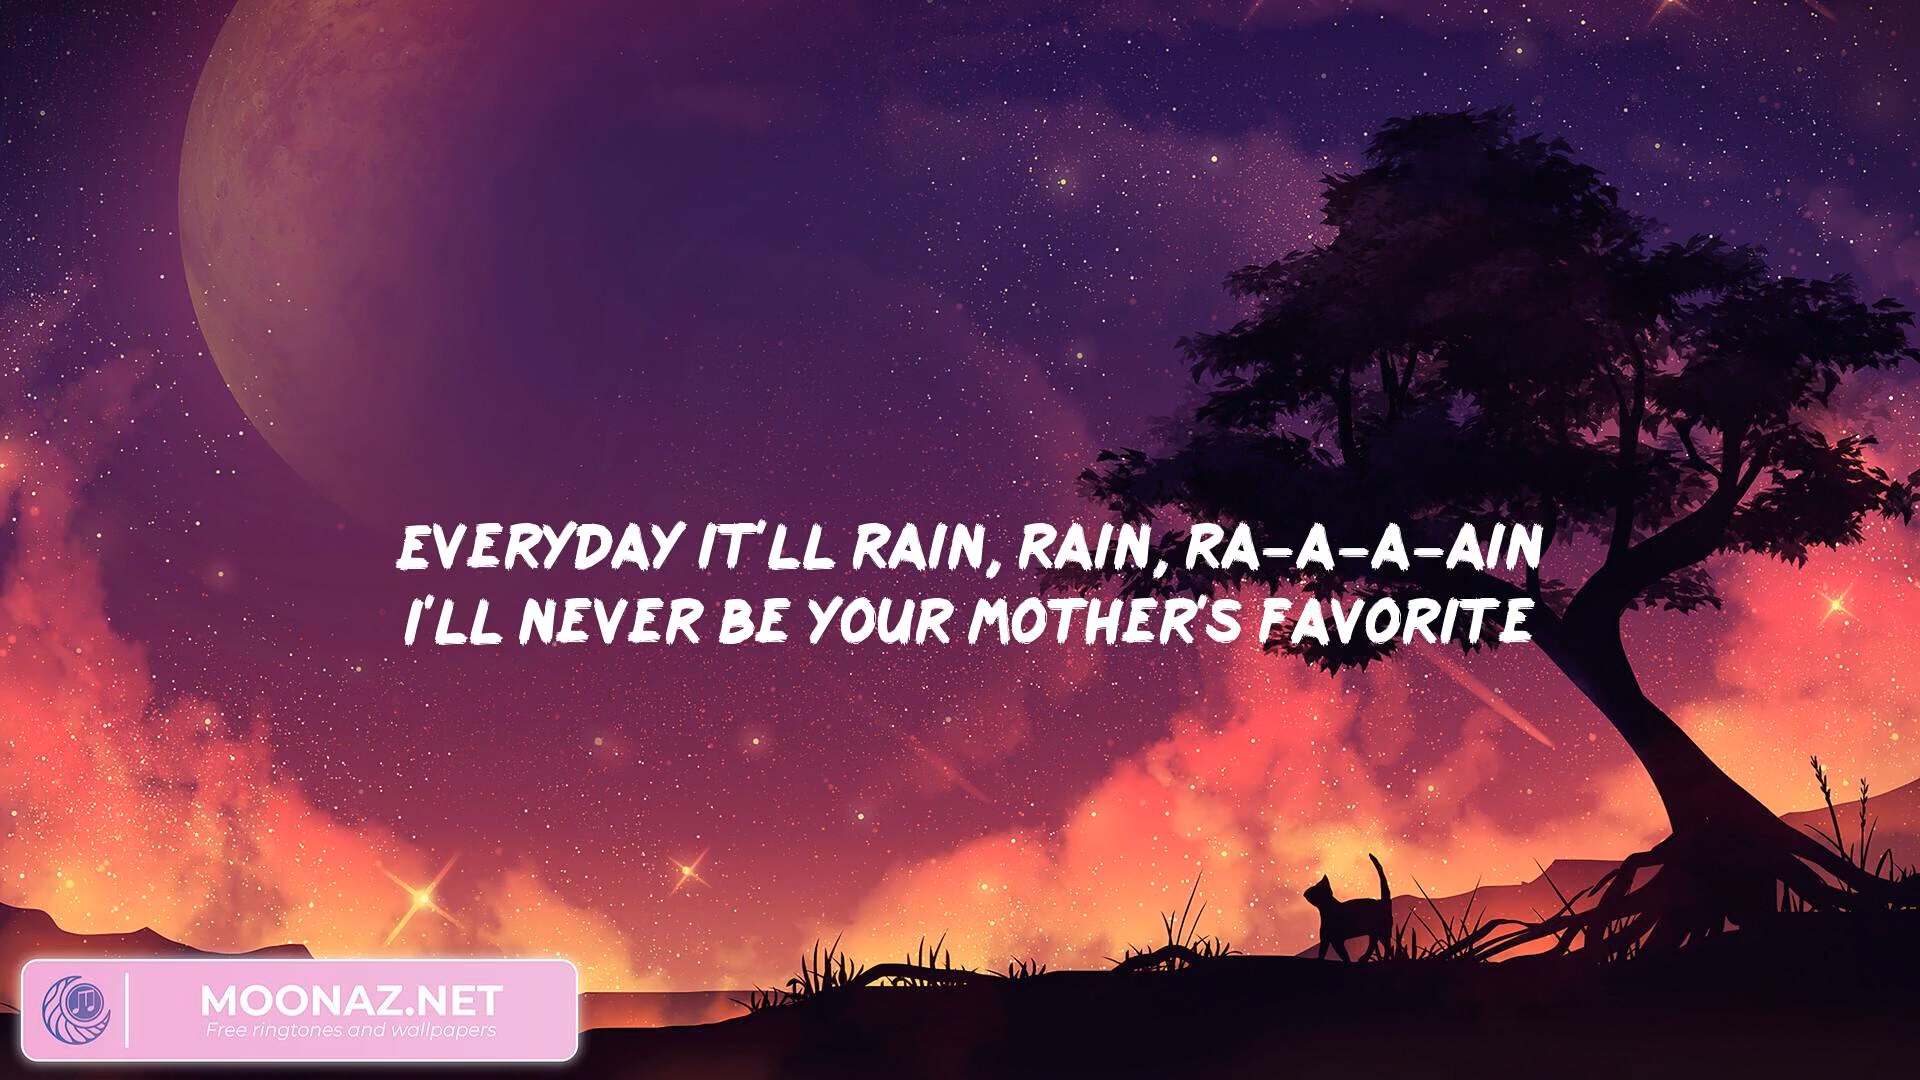 EVERYDAY IT'LL RAIN, RAIN, RA-A-A-AIN
I'LL NEVER BE YOUR MOTHER'S FAVORITE
MOONAZ.NET
Free ringtones and wallpapers